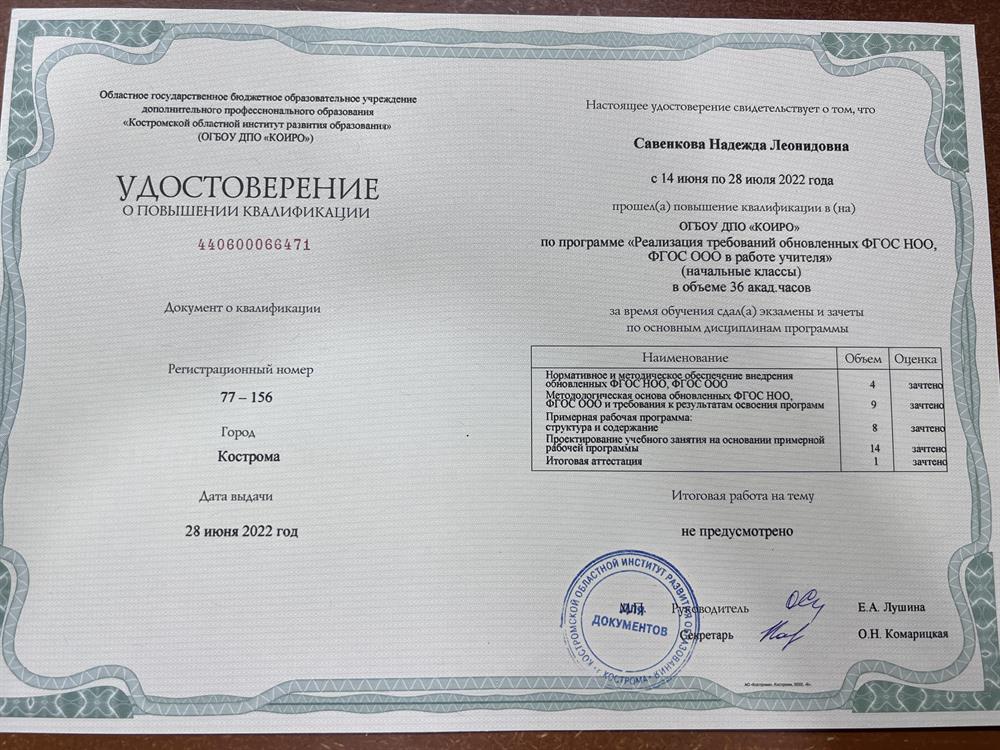 Областное государственное бюджетное образовательное учреждение
дополнительного профессионального образования
«Костромской областной институт развития образования»
(ОГБОУ ДПО «КОИРО»)
УДОСТОВЕРЕНИЕ
О ПОВЫШЕНИИ КВАЛИФИКАЦИИ
440600066471
Документ о квалификации
Регистрационный номер
77 – 156
Город
Кострома
Дата выдачи
28 июня 2022 год
Настоящее удостоверение свидетельствует о том, что
Савенкова Надежда Леонидовна
с 14 июня по 28 июля 2022 года
прошел(а) повышение квалификации в (на)
ОГБОУ ДПО «КОИРО»
по программе «Реализация требований обновленных ФГОС НОО,
ФГОС ООО в работе учителя»
(начальные классы)
в объеме 36 акад.часов
за время обучения сдал(а) экзамены и зачеты
по основным дисциплинам программы
Наименование Объем Оценка
Нормативное и методическое обеспечение внедрения
обновленных ФГОС НОО, ФГОС ООО 4 зачтено
Методологическая основа обновленных ФГОС НОО,
ФГОС ООО и требования к результатам освоения программ 9 зачтено
Примерная рабочая программа:
структура и содержание 8 зачтено
Проектирование учебного занятия на основании примерной
рабочей программы 14 зачтено
Итоговая аттестация 1 зачтено
Итоговая работа на тему
не предусмотрено
КОСТРОМСКОЙ ОБЛАСТНОЙ ИНСТИТУТ РАЗВИТИЯ ОБРАЗОВАНИЯ
г. КОСТРОМА
М.П.
ДЛЯ
ДОКУМЕНТОВ
Руководитель Е.А. Лушина
Секретарь О.Н. Комарицкая